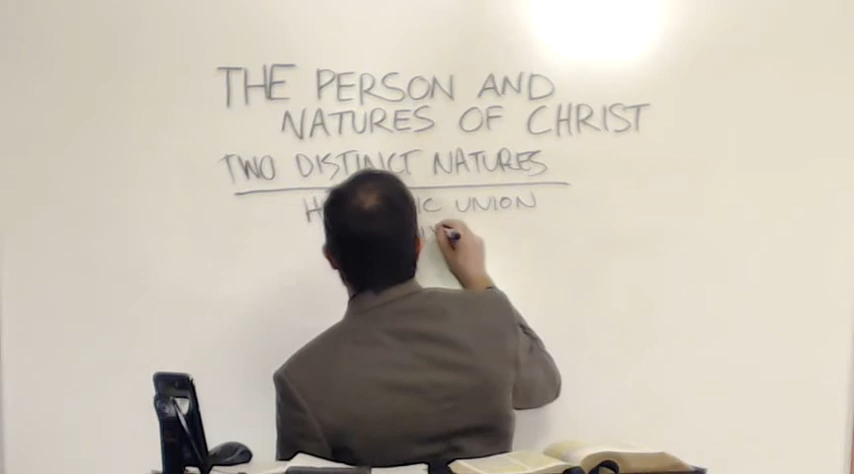 THE PERSON AND
NATURES OF CHRIST
TWO DISTINCT NATURES
UNION